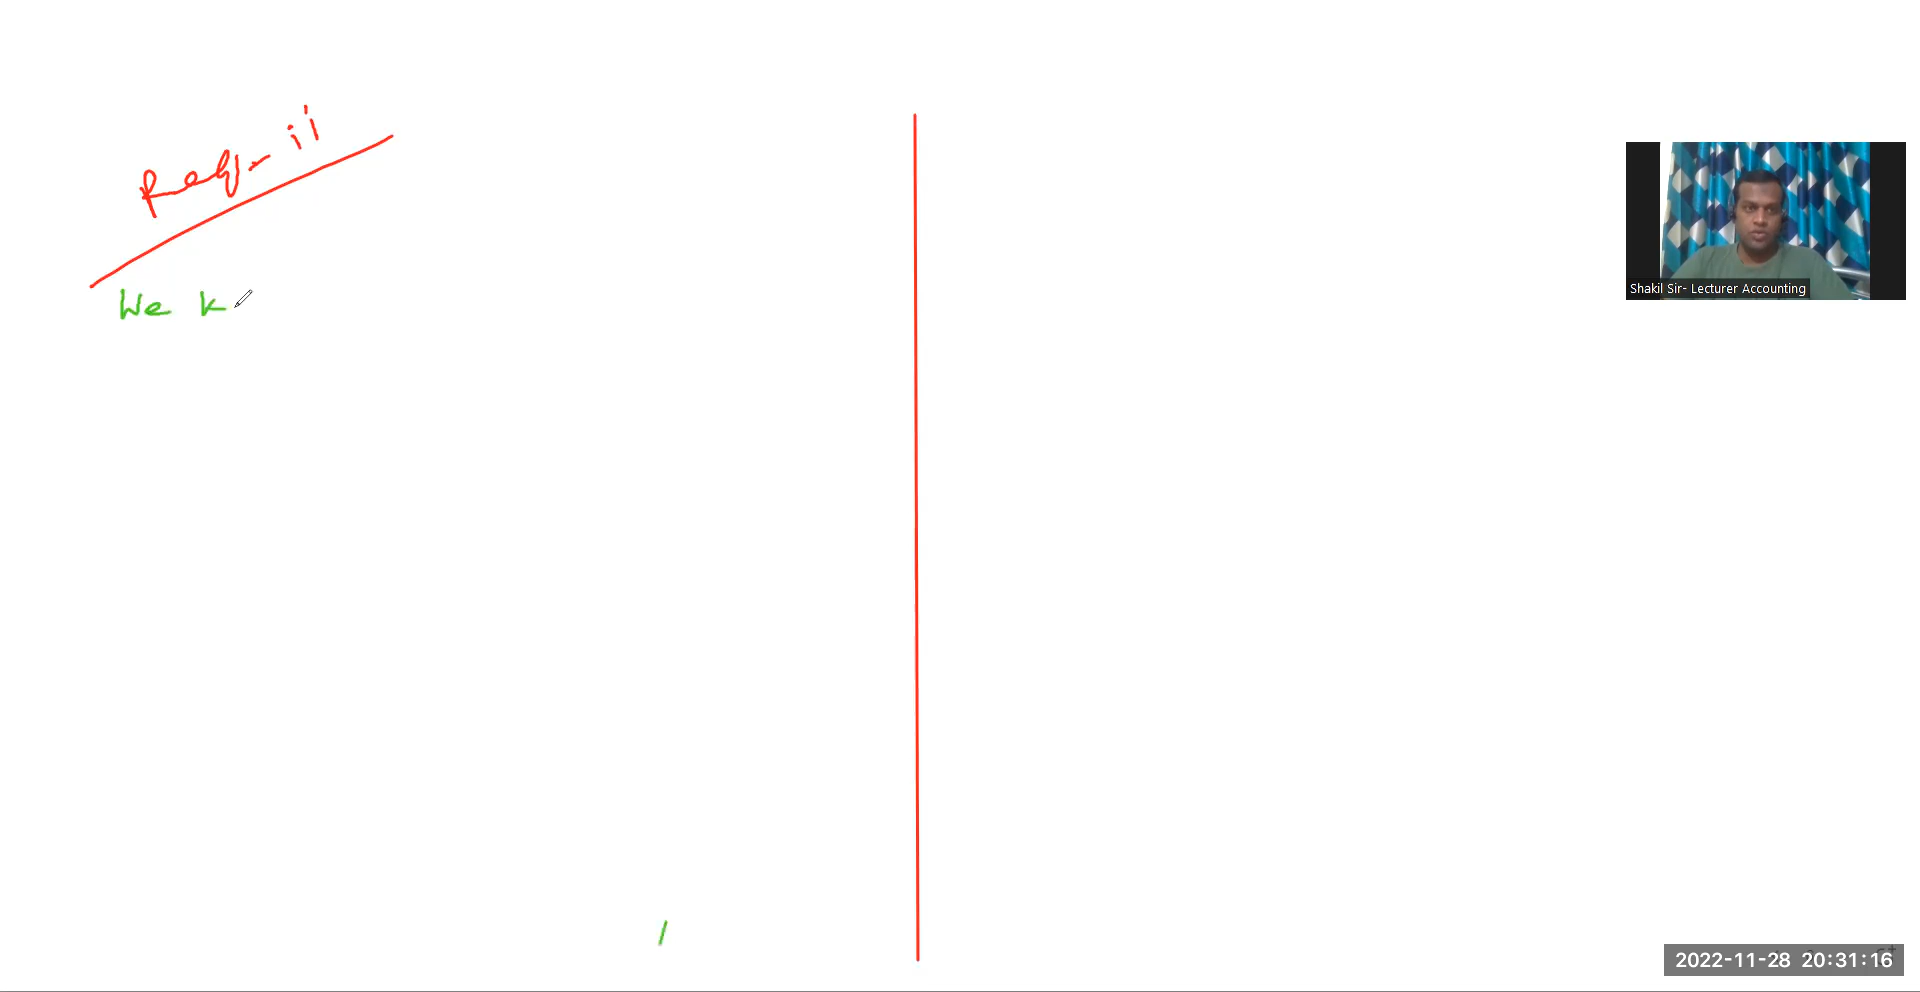 Req- ii
We K
Shakil Sir- Lecturer Accounting
2022-11-28 20:31:16